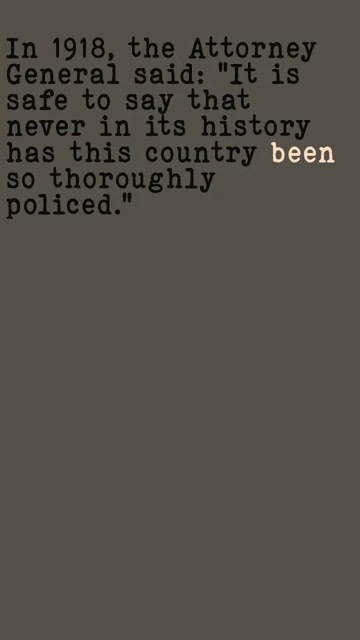 In 1918, the Attorney
General said: "It is
safe to say that
never in its history
has this country been
so thoroughly
policed."